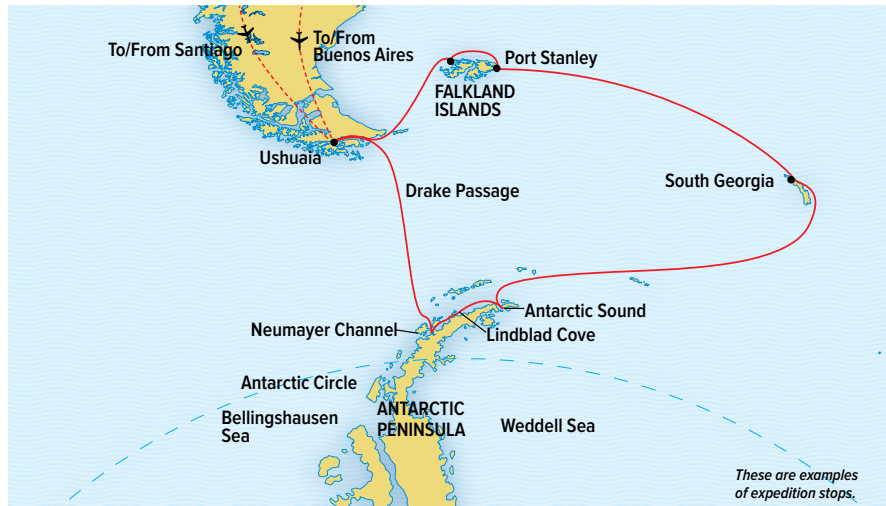 To/From Santiago
To/From
Buenos Aires
Port Stanley
FALKLAND
ISLANDS
Ushuaia
South Georgia
Drake Passage
Antarctic Sound
Neumayer Channel
Lindblad Cove
Antarctic Circle
ANTARCTIC
PENINSULA
Bellingshausen
Sea
Weddell Sea
These are examples
of expedition stops.